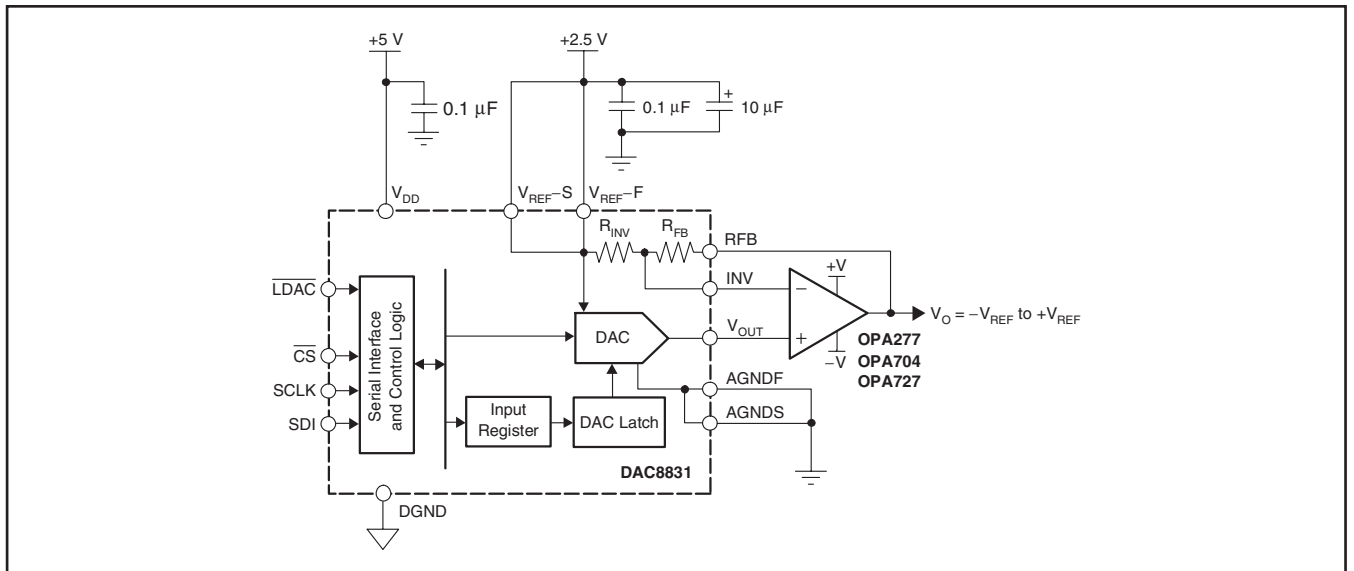 +5 V
+2.5 V
0.1 µF
0.1 µF
+
10 µF
V_DD
V_REF−S
V_REF−F
R_INV
R_FB
RFB
INV
LDAC
CS
SCLK
SDI
Serial Interface
and Control Logic
DAC
V_OUT
+V
−
+
−V
V_O = −V_REF to +V_REF
OPA277
OPA704
OPA727
AGNDF
AGNDS
Input
Register
DAC Latch
DAC8831
DGND